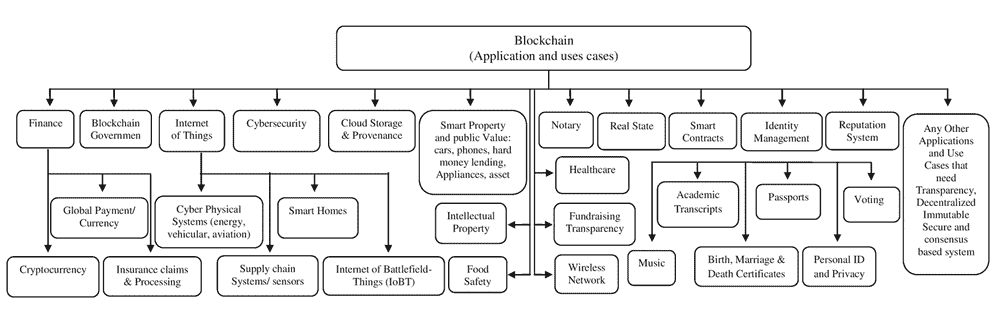 Blockchain
(Application and uses cases)
Finance
Blockchain
Governmen
Internet
of Things
Cybersecurity
Cloud Storage
& Provenance
Smart Property
and public Value:
cars, phones, hard
money lending,
Appliances, asset
Notary
Real State
Smart
Contracts
Identity
Management
Reputation
System
Any Other
Applications
and Use
Cases that
need
Transparency,
Decentralized
Immutable
Secure and
consensus
based system
Healthcare
Global Payment/
Currency
Cyber Physical
Systems (energy,
vehicular, aviation)
Smart Homes
Intellectual
Property
Fundraising
Transparency
Academic
Transcripts
Passports
Voting
Cryptocurrency
Insurance claims
& Processing
Supply chain
Systems/ sensors
Internet of Battlefield-
Things (IoBT)
Food
Safety
Wireless
Network
Music
Birth, Marriage &
Death Certificates
Personal ID
and Privacy